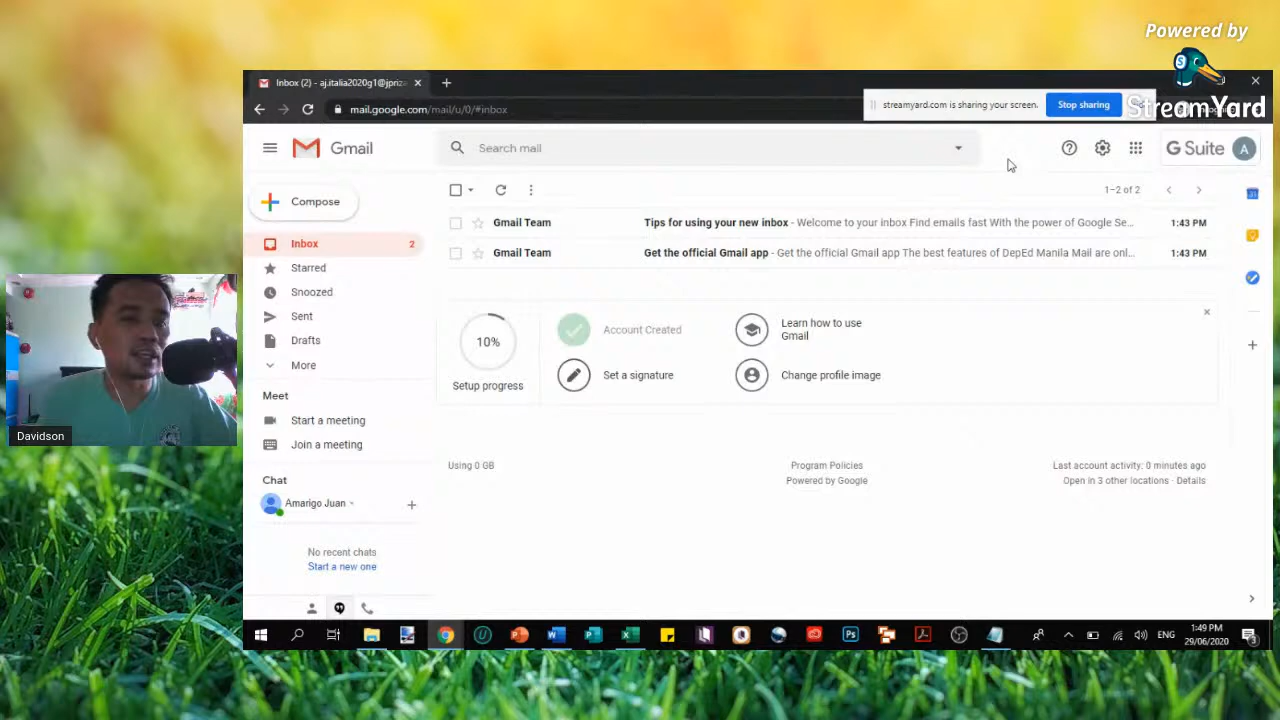 Powered by
StreamYard
Inbox (2) - aj.italia2020g1@jpriz
mail.google.com/mail/u/0/#inbox
streamyard.com is sharing your screen.
Stop sharing
Gmail
Search mail
G Suite
A
Compose
1–2 of 2
Inbox
2
Gmail Team
Tips for using your new inbox - Welcome to your inbox Find emails fast With the power of Google Se...
1:43 PM
Gmail Team
Get the official Gmail app - Get the official Gmail app The best features of DepEd Manila Mail are onl...
1:43 PM
Starred
Snoozed
Sent
Drafts
More
10%
Setup progress
Account Created
Set a signature
Learn how to use
Gmail
Change profile image
Meet
Start a meeting
Join a meeting
Davidson
Using 0 GB
Program Policies
Powered by Google
Last account activity: 0 minutes ago
Open in 3 other locations · Details
Chat
Amarigo Juan
No recent chats
Start a new one
ENG
1:49 PM
29/06/2020